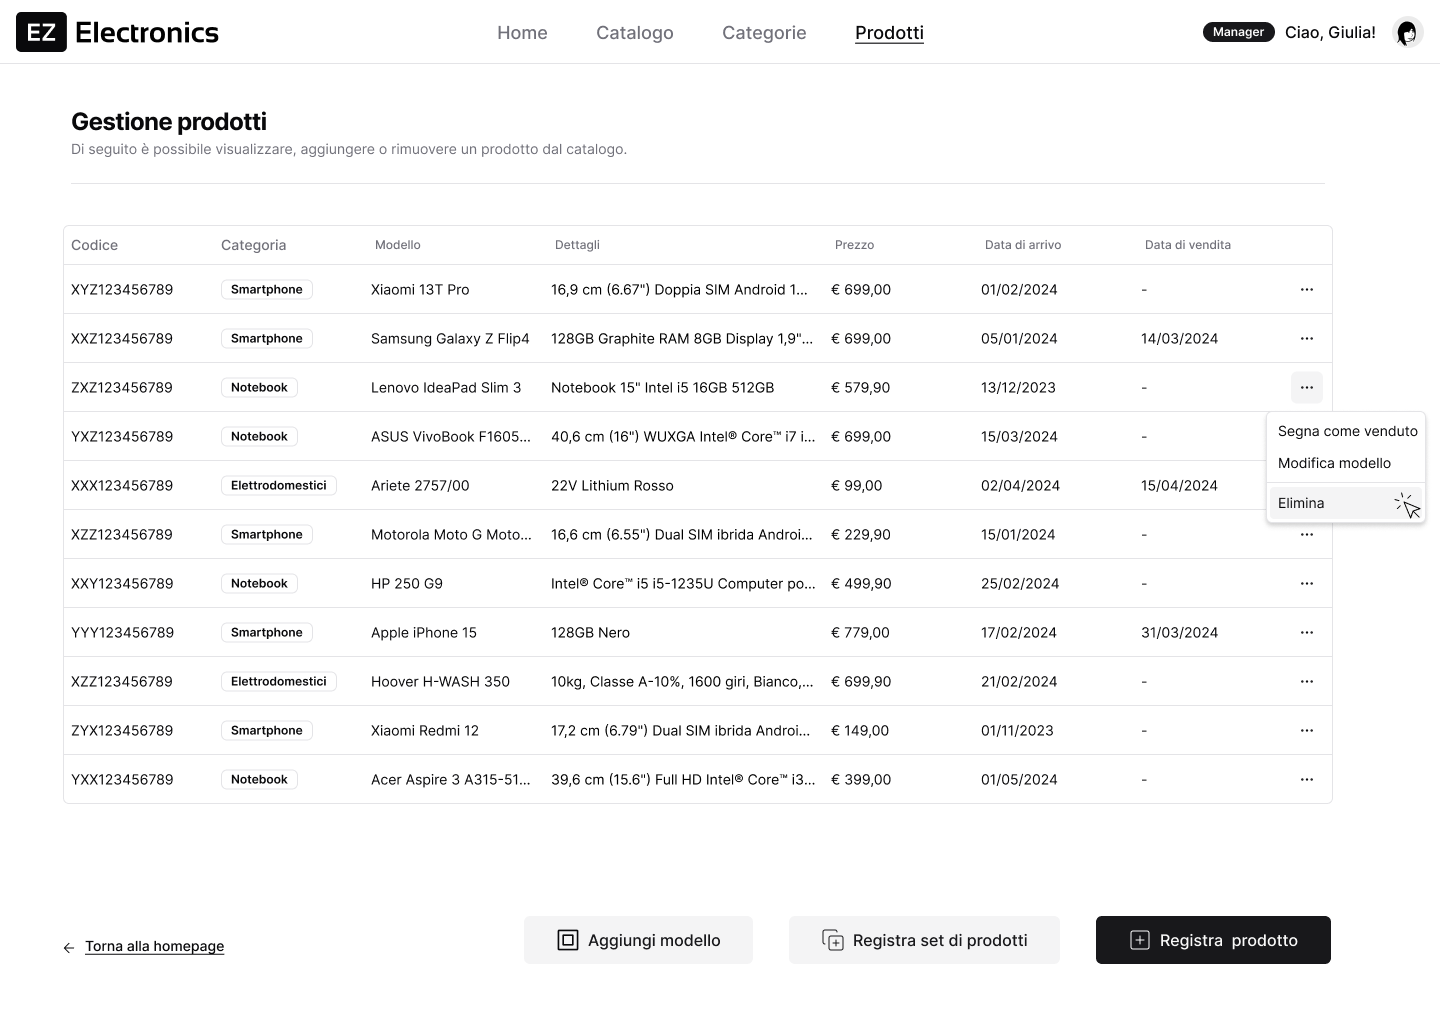 EZ Electronics Home Catalogo Categorie Prodotti Manager Ciao, Giulia!
Gestione prodotti
Di seguito è possibile visualizzare, aggiungere o rimuovere un prodotto dal catalogo.
Codice Categoria Modello Dettagli Prezzo Data di arrivo Data di vendita
XYZ123456789 Smartphone Xiaomi 13T Pro 16,9 cm (6.67") Doppia SIM Android 1... € 699,00 01/02/2024 - ...
XXZ123456789 Smartphone Samsung Galaxy Z Flip4 128GB Graphite RAM 8GB Display 1,9"... € 699,00 05/01/2024 14/03/2024 ...
ZXZ123456789 Notebook Lenovo IdeaPad Slim 3 Notebook 15" Intel i5 16GB 512GB € 579,90 13/12/2023 - ...
YXZ123456789 Notebook ASUS VivoBook F1605... 40,6 cm (16") WUXGA Intel® Core™ i7 i... € 699,00 15/03/2024 -
Segna come venduto
Modifica modello
Elimina
XXX123456789 Elettrodomestici Ariete 2757/00 22V Lithium Rosso € 99,00 02/04/2024 15/04/2024
XZZ123456789 Smartphone Motorola Moto G Moto... 16,6 cm (6.55") Dual SIM ibrida Androi... € 229,90 15/01/2024 - ...
XXY123456789 Notebook HP 250 G9 Intel® Core™ i5 i5-1235U Computer po... € 499,90 25/02/2024 - ...
YYY123456789 Smartphone Apple iPhone 15 128GB Nero € 779,00 17/02/2024 31/03/2024 ...
XZZ123456789 Elettrodomestici Hoover H-WASH 350 10kg, Classe A-10%, 1600 giri, Bianco,... € 699,90 21/02/2024 - ...
ZYX123456789 Smartphone Xiaomi Redmi 12 17,2 cm (6.79") Dual SIM ibrida Androi... € 149,00 01/11/2023 - ...
YXX123456789 Notebook Acer Aspire 3 A315-51... 39,6 cm (15.6") Full HD Intel® Core™ i3... € 399,00 01/05/2024 - ...
Torna alla homepage Aggiungi modello Registra set di prodotti Registra prodotto